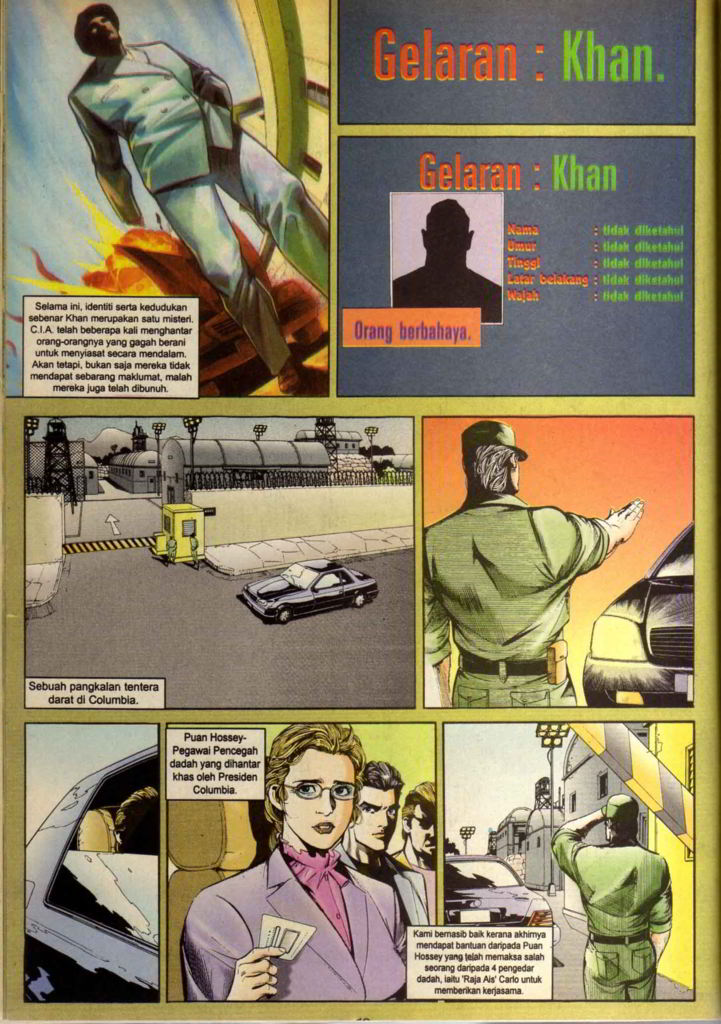 Gelaran : Khan.
Gelaran : Khan
Nama : tidak diketahui
Umur : tidak diketahui
Tinggi : tidak diketahui
Latar belakang : tidak diketahui
Wajah : tidak diketahui
Orang berbahaya.
Selama ini, identiti serta kedudukan
sebenar Khan merupakan satu misteri.
C.I.A. telah beberapa kali menghantar
orang-orangnya yang gagah berani
untuk menyiasat secara mendalam.
Akan tetapi, bukan saja mereka tidak
mendapat sebarang maklumat, malah
mereka juga telah dibunuh.
Sebuah pangkalan tentera
darat di Columbia.
Puan Hossey-
Pegawai Pencegah
dadah yang dihantar
khas oleh Presiden
Columbia.
Kami bernasib baik kerana akhirnya
mendapat bantuan daripada Puan
Hossey yang telah memaksa salah
seorang daripada 4 pengedar
dadah, iaitu 'Raja Ais' Carlo untuk
memberikan kerjasama.